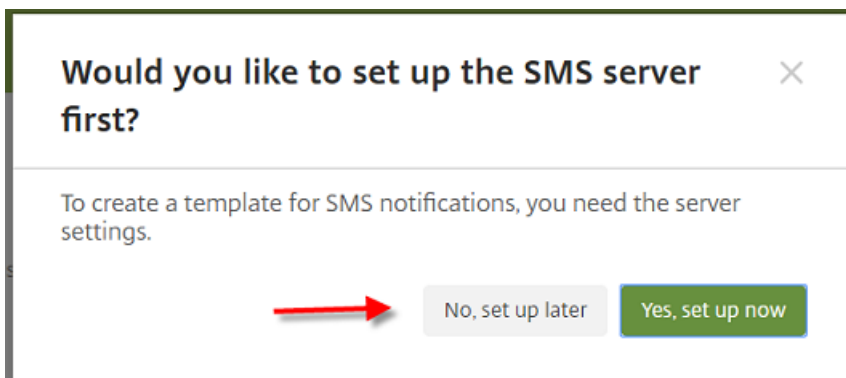 Would you like to set up the SMS server
first?
To create a template for SMS notifications, you need the server
settings.
No, set up later
Yes, set up now